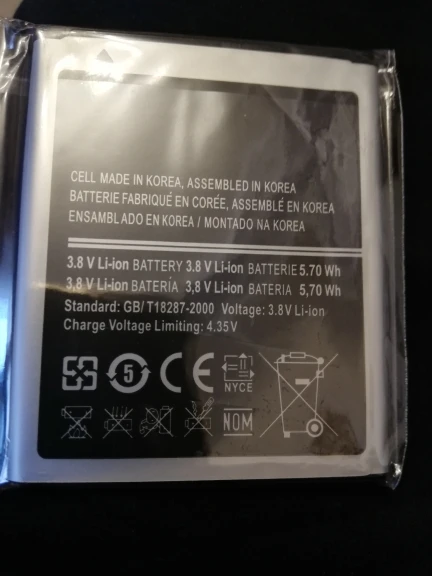 CELL MADE IN KOREA, ASSEMBLED IN KOREA
BATTERIE FABRIQUÉ EN CORÉE, ASSEMBLÉ EN KOREA
ENSAMBLADO EN KOREA / MONTADO NA KOREA
3.8 V Li-ion BATTERY 3.8 V Li-ion BATTERIE 5.70 Wh
3,8 V Li-ion BATERÍA 3,8 V Li-ion BATERIA 5,70 Wh
Standard: GB/ T18287-2000 Voltage: 3.8V Li-ion
Charge Voltage Limiting: 4.35V
5 CE NYCE
NOM